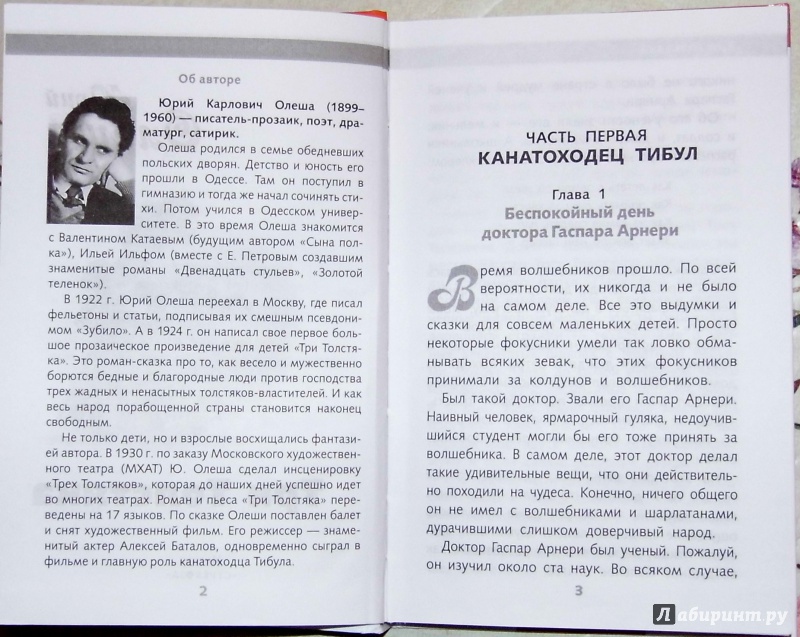 Об авторе
Юрий Карлович Олеша (1899–
1960) — писатель-прозаик, поэт, дра-
матург, сатирик.
Олеша родился в семье обедневших
польских дворян. Детство и юность его
прошли в Одессе. Там он поступил в
гимназию и тогда же начал сочинять сти-
хи. Потом учился в Одесском универ-
ситете. В это время Олеша знакомится
с Валентином Катаевым (будущим автором «Сына пол-
ка»), Ильей Ильфом (вместе с Е. Петровым создавшим
знаменитые романы «Двенадцать стульев», «Золотой
теленок»).
В 1922 г. Юрий Олеша переехал в Москву, где писал
фельетоны и статьи, подписывая их смешным псевдони-
мом «Зубило». А в 1924 г. он написал свое первое боль-
шое прозаическое произведение для детей «Три Толстя-
ка». Это роман-сказка про то, как весело и мужественно
борются бедные и благородные люди против господства
трех жадных и ненасытных толстяков-властителей. И как
весь народ порабощенной страны становится наконец
свободным.
Не только дети, но и взрослые восхищались фантази-
ей автора. В 1930 г. по заказу Московского художествен-
ного театра (МХАТ) Ю. Олеша сделал инсценировку
«Трех Толстяков», которая до наших дней успешно идет
во многих театрах. Роман и пьеса «Три Толстяка» пере-
ведены на 17 языков. По сказке Олеши поставлен балет
и снят художественный фильм. Его режиссер — знаме-
нитый актер Алексей Баталов, одновременно сыграл в
фильме и главную роль канатоходца Тибула.
2
ЧАСТЬ ПЕРВАЯ
КАНАТОХОДЕЦ ТИБУЛ
Глава 1
Беспокойный день
доктора Гаспара Арнери
Время волшебников прошло. По всей
вероятности, их никогда и не было
на самом деле. Все это выдумки и
сказки для совсем маленьких детей. Просто
некоторые фокусники умели так ловко обма-
нывать всяких зевак, что этих фокусников
принимали за колдунов и волшебников.
Был такой доктор. Звали его Гаспар Арнери.
Наивный человек, ярмарочный гуляка, недоучив-
шийся студент могли бы его тоже принять за
волшебника. В самом деле, этот доктор делал
такие удивительные вещи, что они действитель-
но походили на чудеса. Конечно, ничего общего
он не имел с волшебниками и шарлатанами,
дурачившими слишком доверчивый народ.
Доктор Гаспар Арнери был ученый. Пожалуй,
он изучил около ста наук. Во всяком случае,
3
Лабиринт.ру